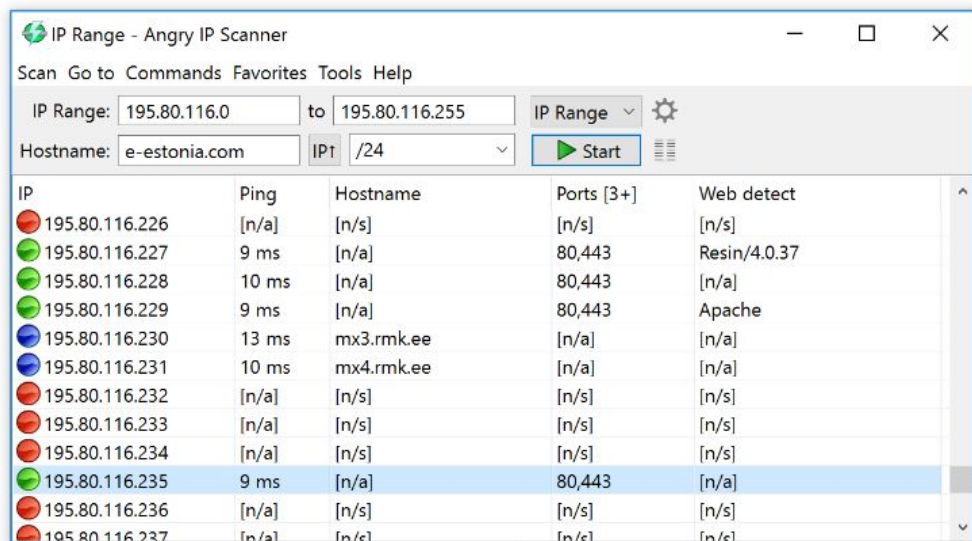 IP Range - Angry IP Scanner
Scan Go to Commands Favorites Tools Help
IP Range: 195.80.116.0 to 195.80.116.255 IP Range
Hostname: e-estonia.com IP↑ /24 Start
IP Ping Hostname Ports [3+] Web detect
195.80.116.226 [n/a] [n/s] [n/s] [n/s]
195.80.116.227 9 ms [n/a] 80,443 Resin/4.0.37
195.80.116.228 10 ms [n/a] 80,443 [n/a]
195.80.116.229 9 ms [n/a] 80,443 Apache
195.80.116.230 13 ms mx3.rmk.ee [n/a] [n/a]
195.80.116.231 10 ms mx4.rmk.ee [n/a] [n/a]
195.80.116.232 [n/a] [n/s] [n/s] [n/s]
195.80.116.233 [n/a] [n/s] [n/s] [n/s]
195.80.116.234 [n/a] [n/s] [n/s] [n/s]
195.80.116.235 9 ms [n/a] 80,443 [n/a]
195.80.116.236 [n/a] [n/s] [n/s] [n/s]
195.80.116.237 [n/a] [n/s] [n/s] [n/s]